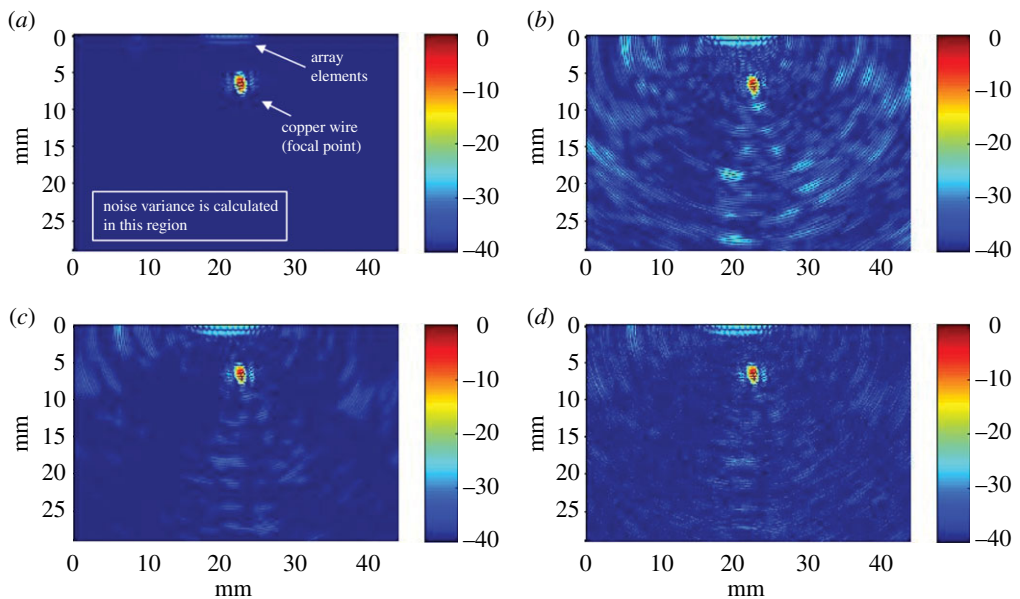 (a)
0
5
10
15
20
25
mm
array
elements
copper wire
(focal point)
noise variance is calculated
in this region
0 10 20 30 40
0
–10
–20
–30
–40
(b)
0
5
10
15
20
25
mm
0 10 20 30 40
0
–10
–20
–30
–40
(c)
0
5
10
15
20
25
mm
0 10 20 30 40
mm
0
–10
–20
–30
–40
(d)
0
5
10
15
20
25
mm
0 10 20 30 40
mm
0
–10
–20
–30
–40